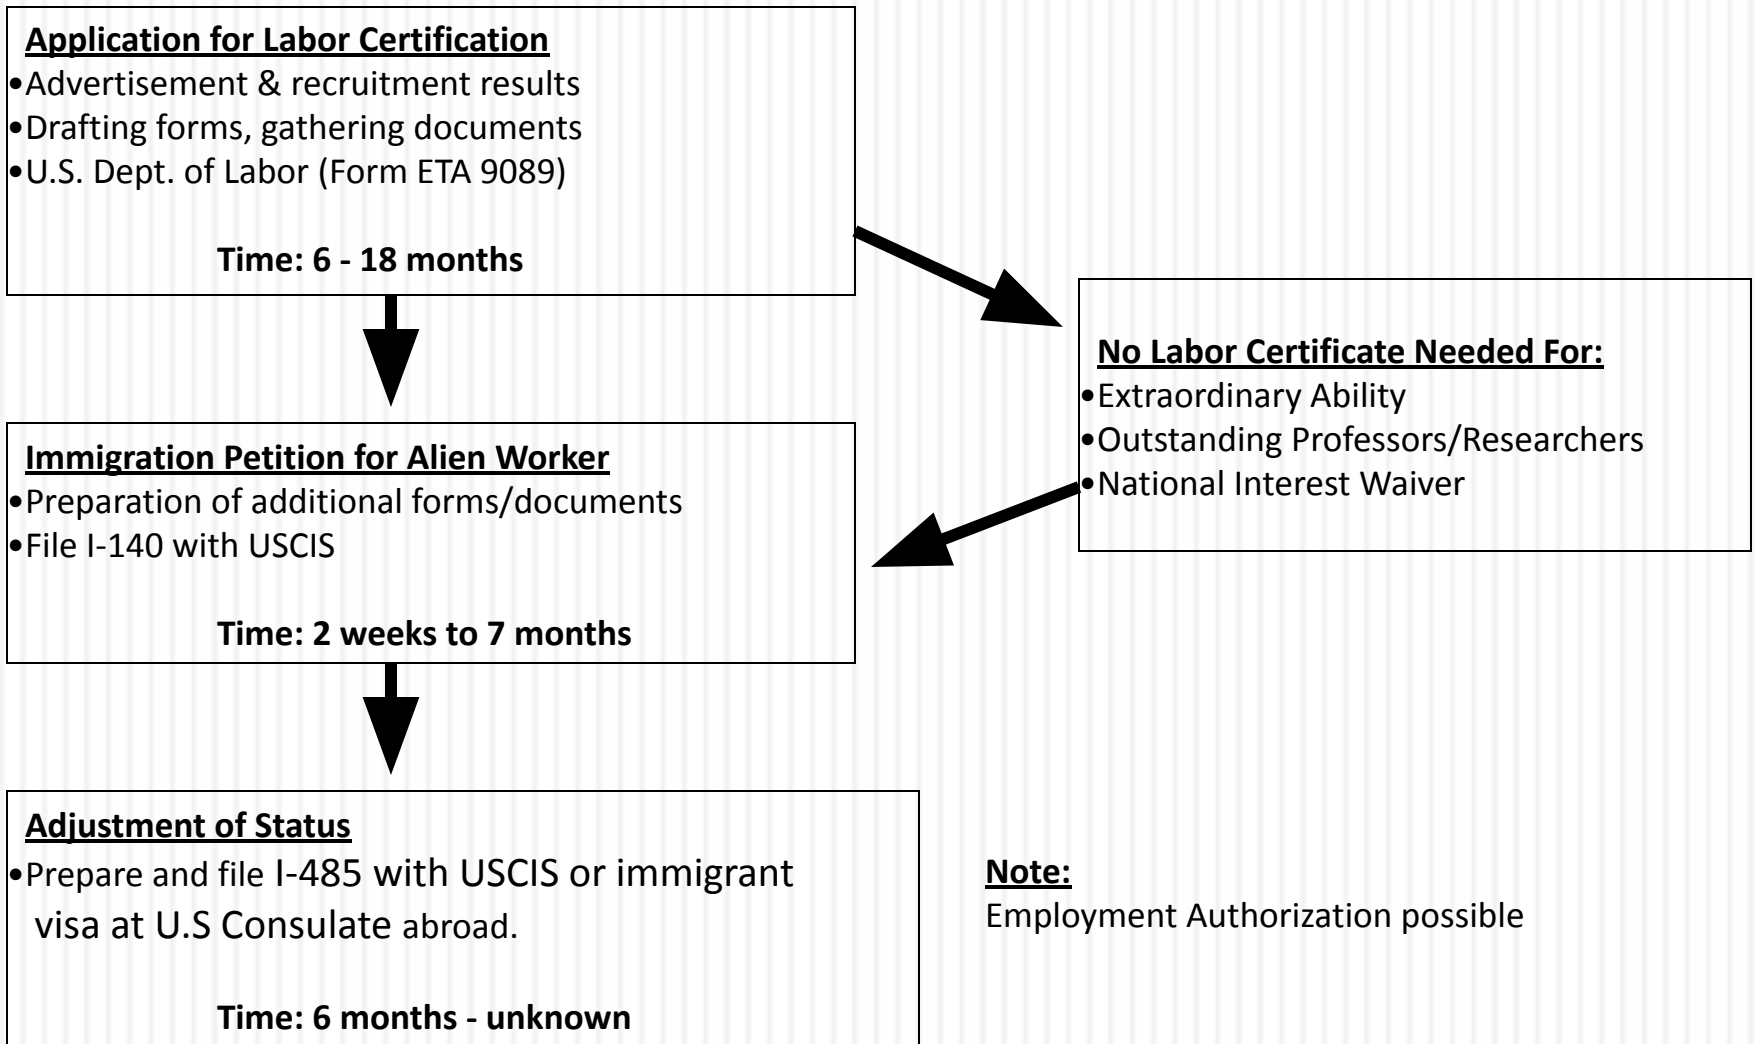 Application for Labor Certification
•Advertisement & recruitment results
•Drafting forms, gathering documents
•U.S. Dept. of Labor (Form ETA 9089)
Time: 6 - 18 months
No Labor Certificate Needed For:
•Extraordinary Ability
•Outstanding Professors/Researchers
•National Interest Waiver
Immigration Petition for Alien Worker
•Preparation of additional forms/documents
•File I-140 with USCIS
Time: 2 weeks to 7 months
Adjustment of Status
•Prepare and file I-485 with USCIS or immigrant
visa at U.S Consulate abroad.
Time: 6 months - unknown
Note:
Employment Authorization possible